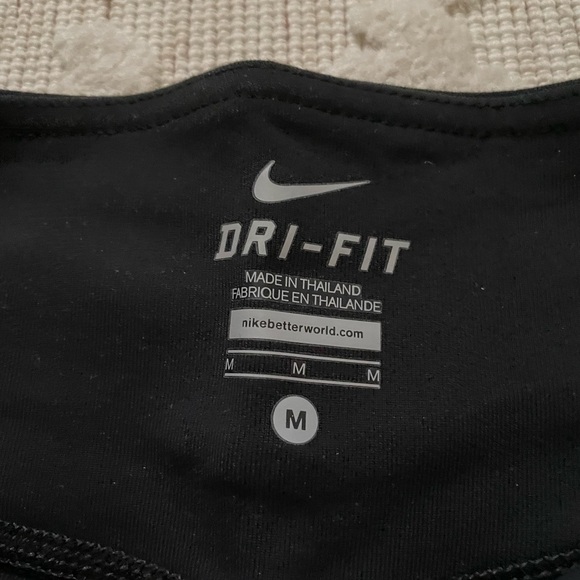 DRI-FIT
MADE IN THAILAND
FABRIQUE EN THAILANDE
nikebetterworld.com
M M M
M